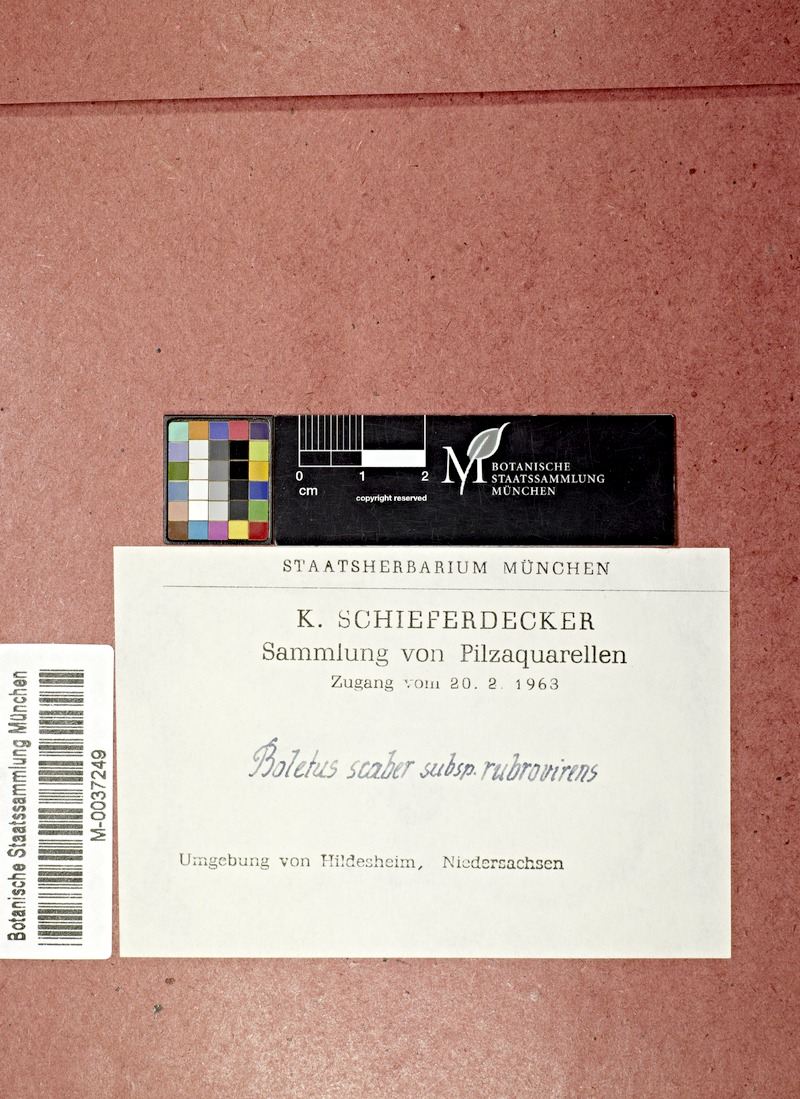 0 1 2
cm
copyright reserved
M BOTANISCHE
STAATSSAMMLUNG
MÜNCHEN
STAATSHERBARIUM MÜNCHEN
K. SCHIEFERDECKER
Sammlung von Pilzaquarellen
Zugang vom 20. 2. 1963
Boletus scaber subsp. rubrovirens
Umgebung von Hildesheim, Niedersachsen
Botanische Staatssammlung München
M-0037249